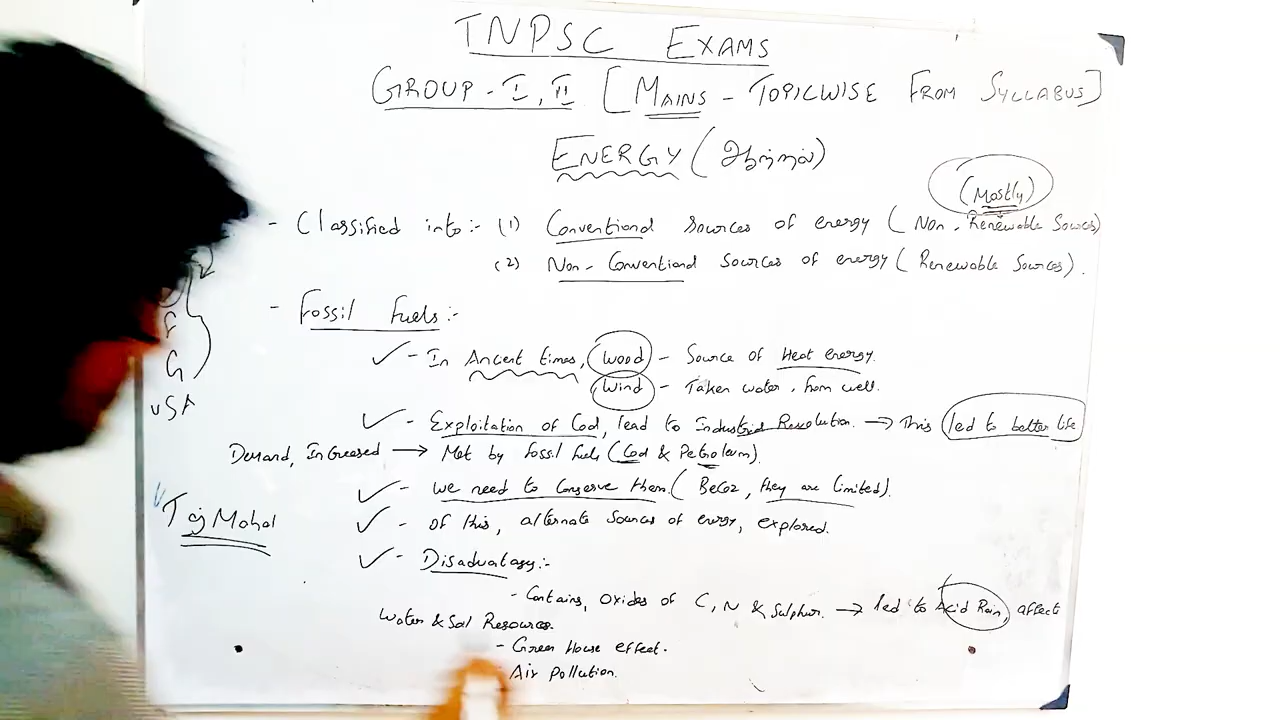 TNPSC EXAMS
GROUP - I, II [MAINS - TOPICWISE FROM SYLLABUS]
ENERGY (ஆற்றல்)
(Mostly)
- Classified into:- (1) Conventional Sources of energy (Non-Renewable Sources)
(2) Non-Conventional Sources of energy (Renewable Sources).
- Fossil Fuels:-
✓ - In Ancient times, Wood - Source of Heat energy.
Wind - Taken water, from well.
✓ - Exploitation of Coal, lead to Industrial Revolution. → This led to better life
Demand, Increased → Met by fossil fuels (Coal & Petroleum).
✓ - we need to Conserve them. (BeCoz, they are limited).
✓ - of this, alternate Sources of energy, explored.
✓ - Disadvatags:-
- Contains, oxides of C, N & Sulphur. → led to Acid Rain, affect
Water & Soil Resources.
- Green House effect.
- Air Pollution.
F
G
USA
Taj Mahal